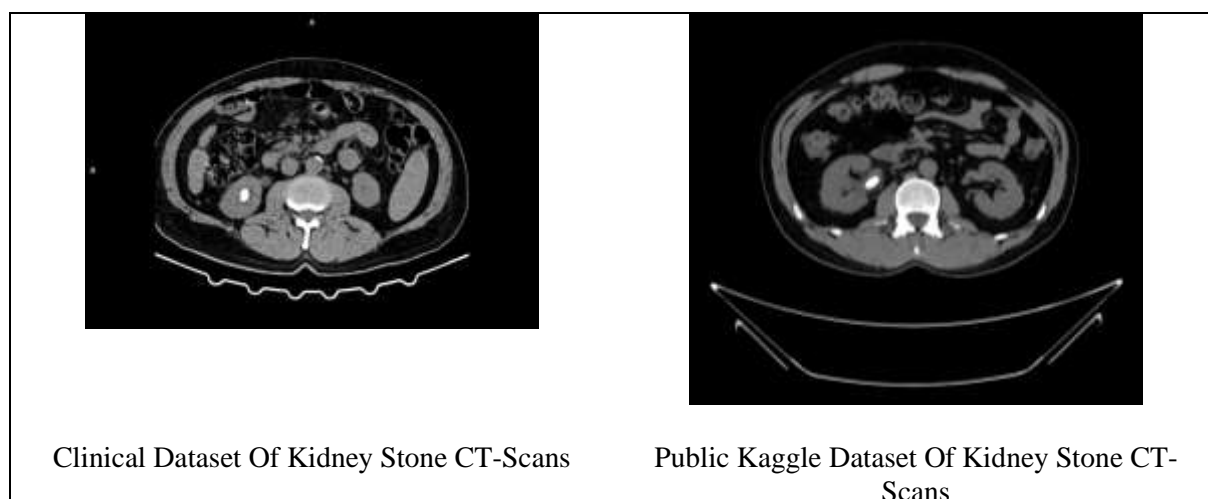 Clinical Dataset Of Kidney Stone CT-Scans
Public Kaggle Dataset Of Kidney Stone CT-
Scans